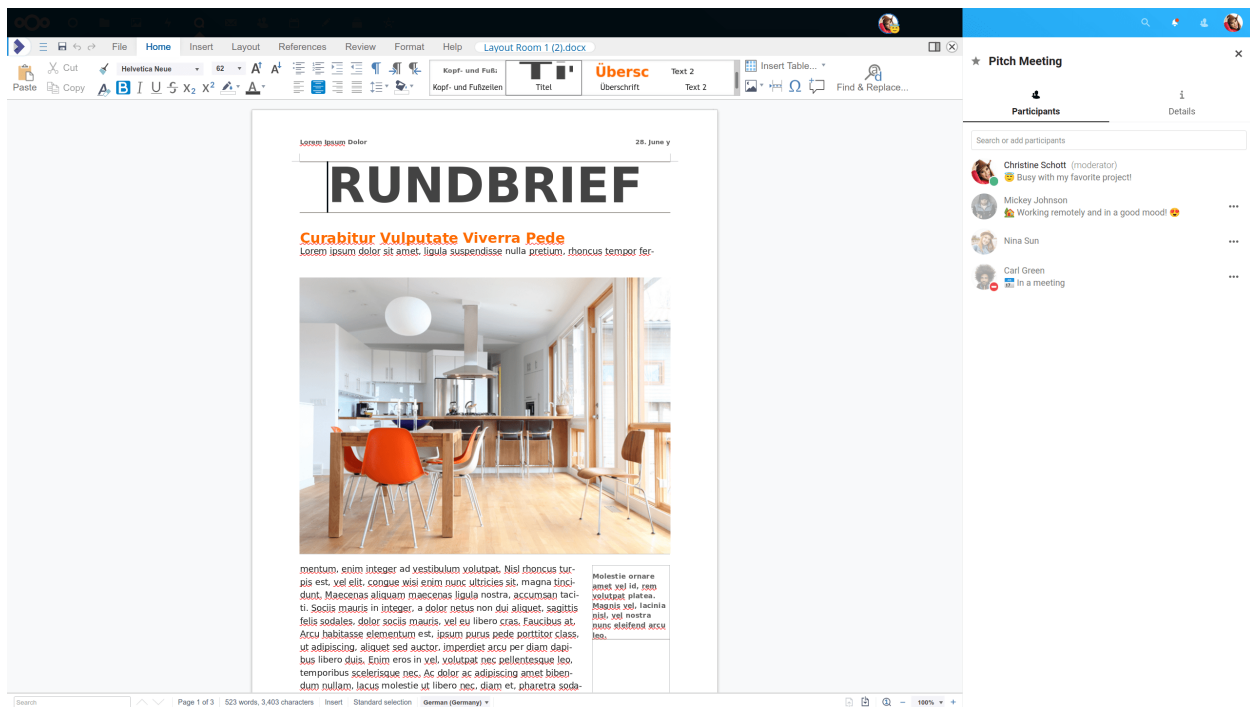 File Home Insert Layout References Review Format Help Layout Room 1 (2).docx
Cut Helvetica Neue 62 Kopf- und Fuß Übersc Text 2 Insert Table...
Paste Copy Kopf- und Fußzeilen Titel Überschrift Text 2 Find & Replace...
Lorem Ipsum Dolor 28. June y
RUNDBRIEF
Curabitur Vulputate Viverra Pede
Lorem ipsum dolor sit amet, ligula suspendisse nulla pretium, rhoncus tempor fer-
mentum, enim integer ad vestibulum volutpat. Nisl rhoncus tur-
pis est, vel elit, congue wisi enim nunc ultricies sit, magna tinci-
dunt. Maecenas aliquam maecenas ligula nostra, accumsan taci-
ti. Sociis mauris in integer, a dolor netus non dui aliquet, sagittis
felis sodales, dolor sociis mauris, vel eu libero cras. Faucibus at.
Arcu habitasse elementum est, ipsum purus pede porttitor class,
ut adipiscing, aliquet sed auctor, imperdiet arcu per diam dapi-
bus libero duis. Enim eros in vel, volutpat nec pellentesque leo,
temporibus scelerisque nec. Ac dolor ac adipiscing amet biben-
dum nullam, lacus molestie ut libero nec, diam et, pharetra soda-
Molestie ornare
amet vel id, rem
volutpat platea.
Magnis vel, lacinia
nisl, vel nostra
nunc eleifend arcu
leo.
Search Page 1 of 3 523 words, 3,403 characters Insert Standard selection German (Germany) 100%
Pitch Meeting
Participants Details
Search or add participants
Christine Schott (moderator)
😇 Busy with my favorite project!
Mickey Johnson
🏡 Working remotely and in a good mood! 😍
Nina Sun
Carl Green
📅 In a meeting